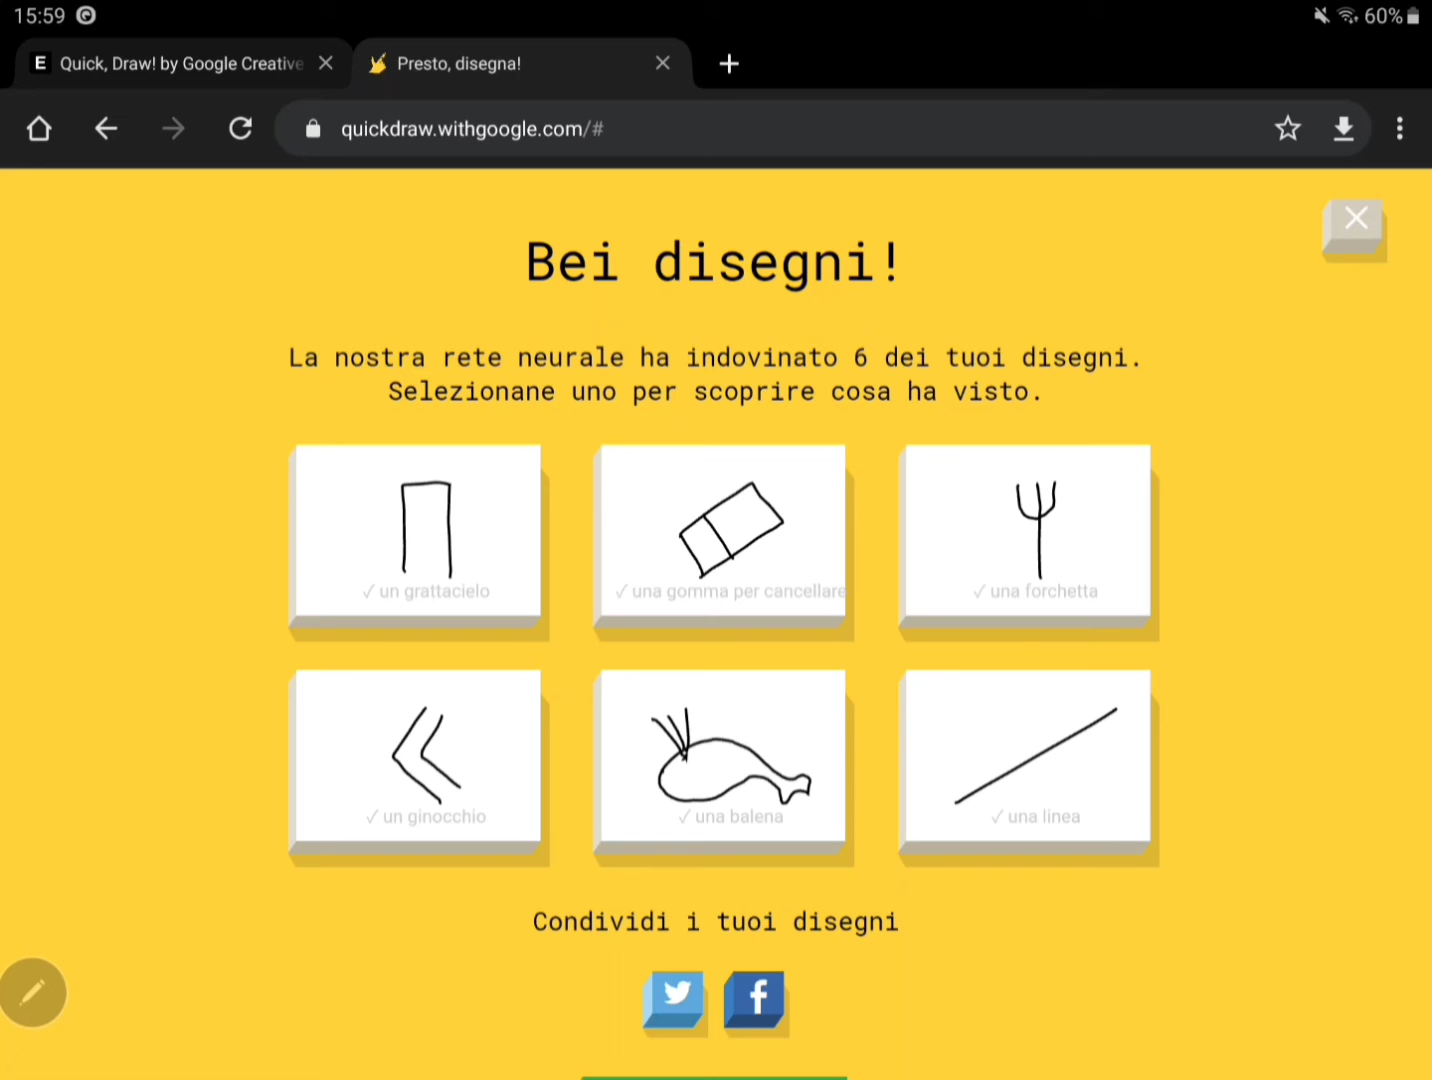 15:59
60%
E Quick, Draw! by Google Creative
Presto, disegna!
quickdraw.withgoogle.com/#
Bei disegni!
La nostra rete neurale ha indovinato 6 dei tuoi disegni.
Selezionane uno per scoprire cosa ha visto.
✓ un grattacielo
✓ una gomma per cancellare
✓ una forchetta
✓ un ginocchio
✓ una balena
✓ una linea
Condividi i tuoi disegni